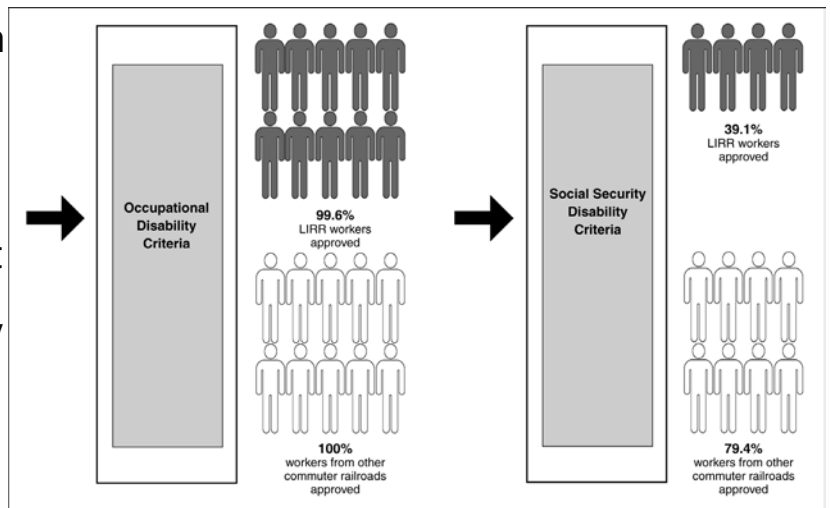 Occupational
Disability
Criteria
99.6%
LIRR workers
approved
100%
workers from other
commuter railroads
approved
Social Security
Disability
Criteria
39.1%
LIRR workers
approved
79.4%
workers from other
commuter railroads
approved